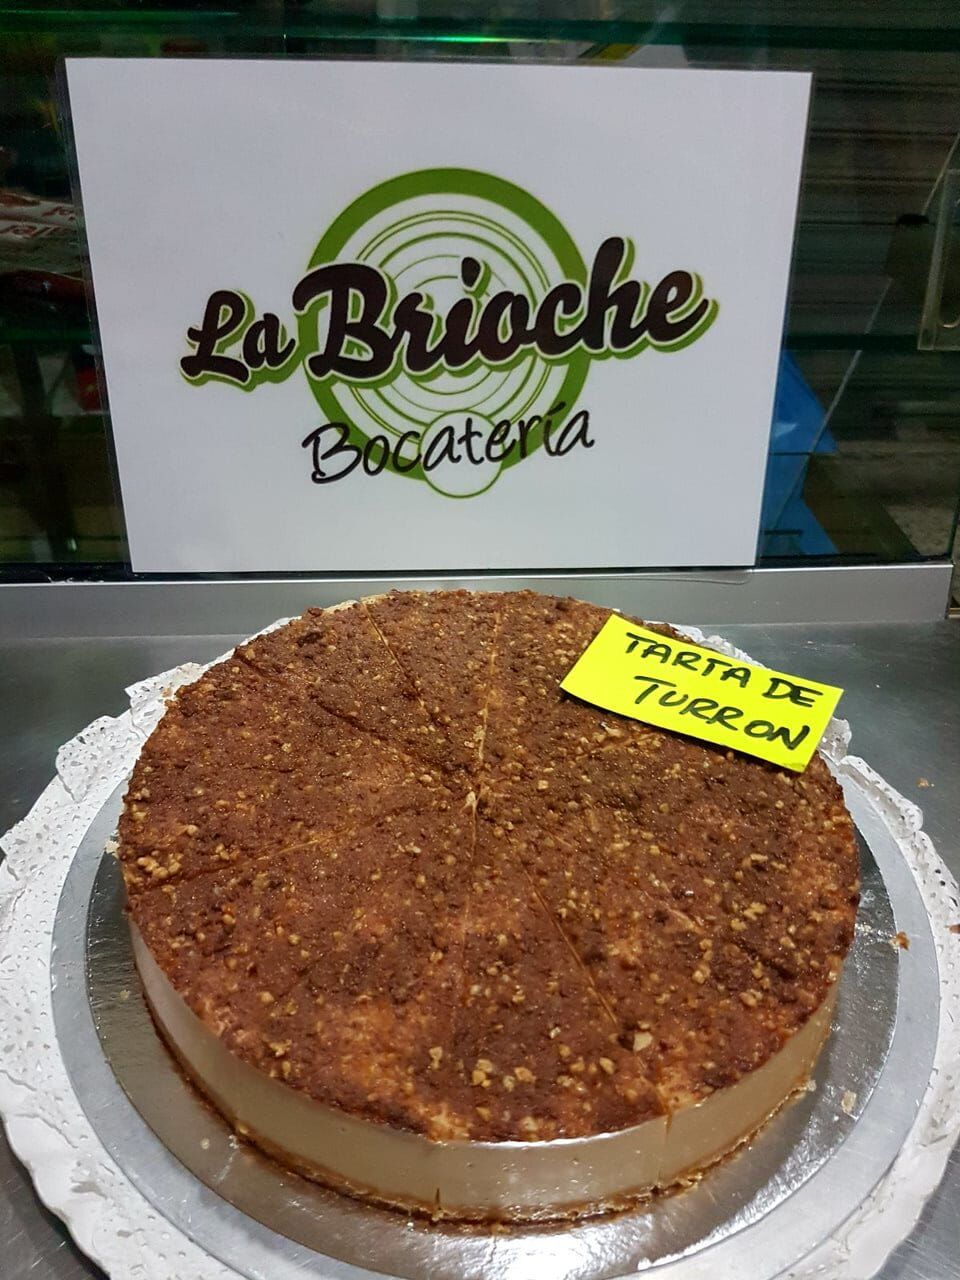 La Brioche
Bocatería
TARTA DE
TURRON